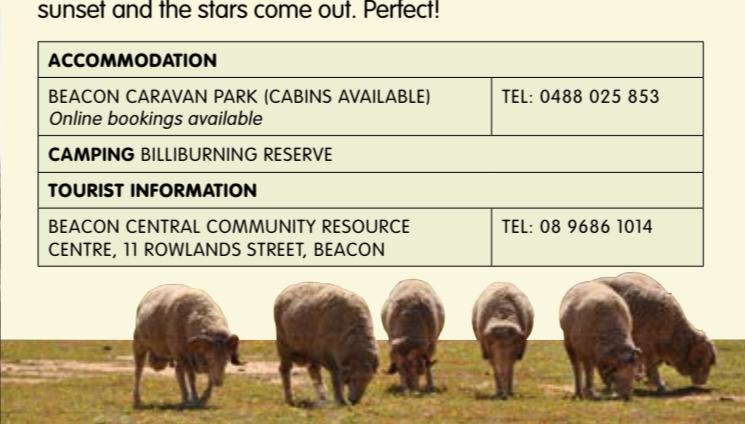 sunset and the stars come out. Perfect!
ACCOMMODATION
BEACON CARAVAN PARK (CABINS AVAILABLE)
Online bookings available
TEL: 0488 025 853
CAMPING BILLIBURNING RESERVE
TOURIST INFORMATION
BEACON CENTRAL COMMUNITY RESOURCE
CENTRE, 11 ROWLANDS STREET, BEACON
TEL: 08 9686 1014